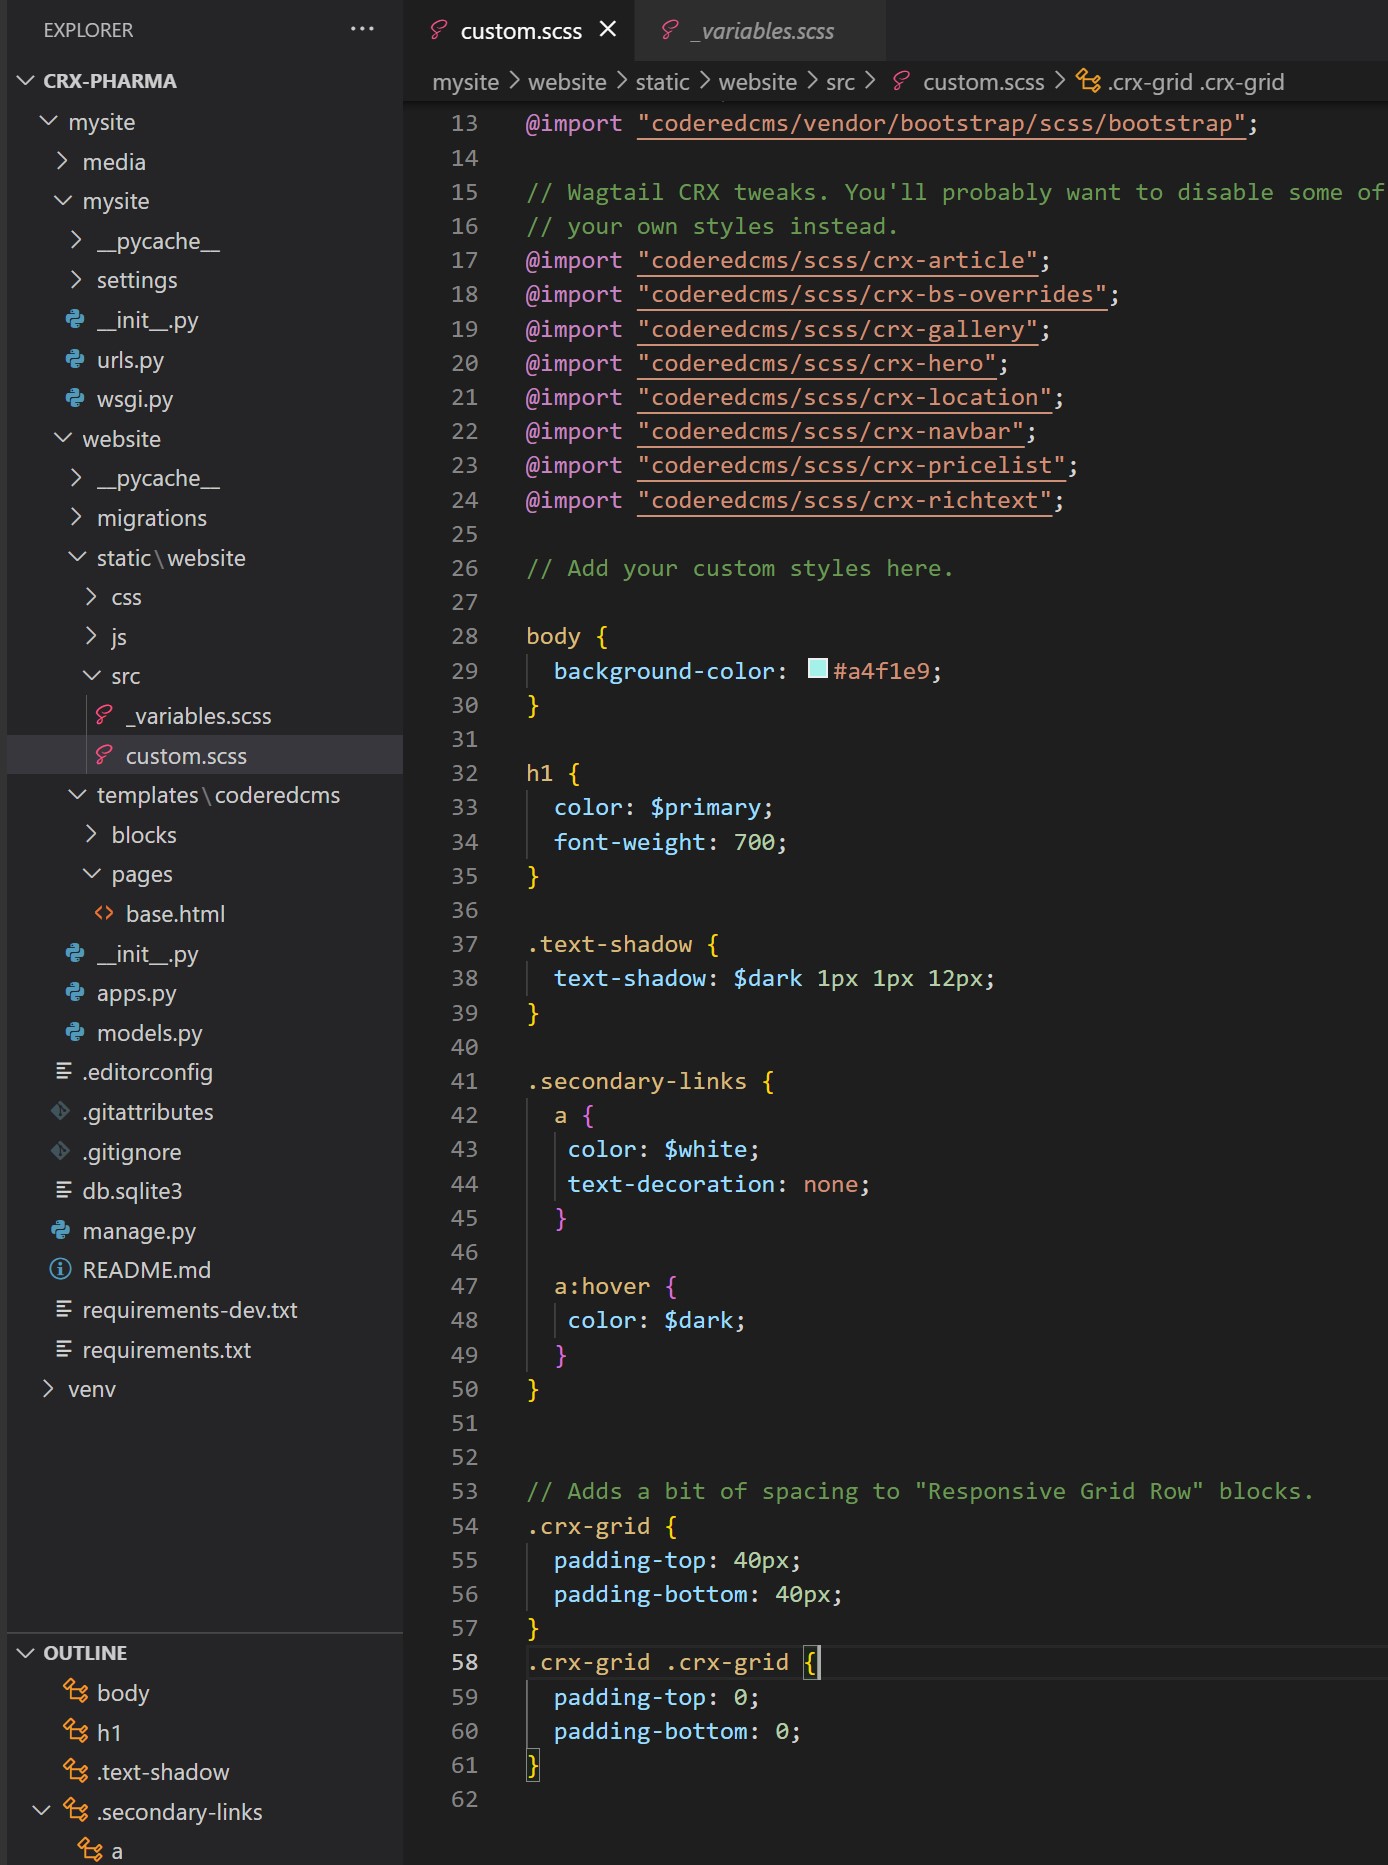 EXPLORER
CRX-PHARMA
mysite
media
mysite
__pycache__
settings
__init__.py
urls.py
wsgi.py
website
__pycache__
migrations
static\website
css
js
src
_variables.scss
custom.scss
templates\coderedcms
blocks
pages
base.html
__init__.py
apps.py
models.py
.editorconfig
.gitattributes
.gitignore
db.sqlite3
manage.py
README.md
requirements-dev.txt
requirements.txt
venv
OUTLINE
body
h1
.text-shadow
.secondary-links
a
custom.scss
_variables.scss
mysite > website > static > website > src > custom.scss > .crx-grid .crx-grid
13 @import "coderedcms/vendor/bootstrap/scss/bootstrap";
14
15 // Wagtail CRX tweaks. You'll probably want to disable some of
16 // your own styles instead.
17 @import "coderedcms/scss/crx-article";
18 @import "coderedcms/scss/crx-bs-overrides";
19 @import "coderedcms/scss/crx-gallery";
20 @import "coderedcms/scss/crx-hero";
21 @import "coderedcms/scss/crx-location";
22 @import "coderedcms/scss/crx-navbar";
23 @import "coderedcms/scss/crx-pricelist";
24 @import "coderedcms/scss/crx-richtext";
25
26 // Add your custom styles here.
27
28 body {
29 background-color: #a4f1e9;
30 }
31
32 h1 {
33 color: $primary;
34 font-weight: 700;
35 }
36
37 .text-shadow {
38 text-shadow: $dark 1px 1px 12px;
39 }
40
41 .secondary-links {
42 a {
43 color: $white;
44 text-decoration: none;
45 }
46
47 a:hover {
48 color: $dark;
49 }
50 }
51
52
53 // Adds a bit of spacing to "Responsive Grid Row" blocks.
54 .crx-grid {
55 padding-top: 40px;
56 padding-bottom: 40px;
57 }
58 .crx-grid .crx-grid {
59 padding-top: 0;
60 padding-bottom: 0;
61 }
62